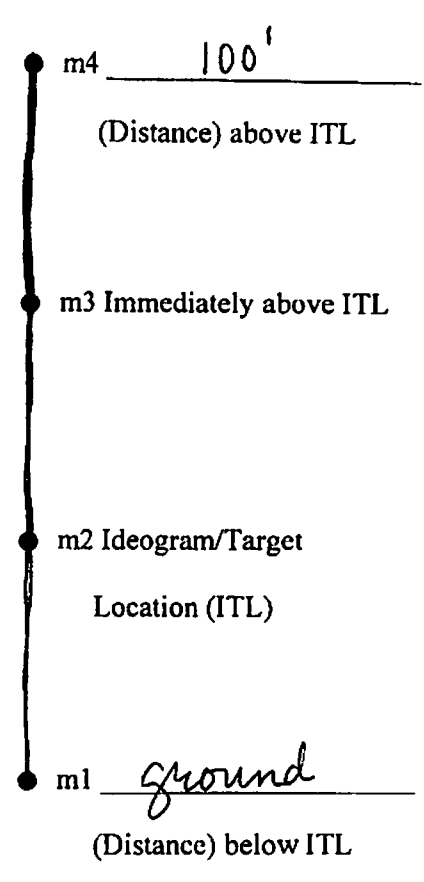 m4 100'
(Distance) above ITL
m3 Immediately above ITL
m2 Ideogram/Target
Location (ITL)
m1 ground
(Distance) below ITL